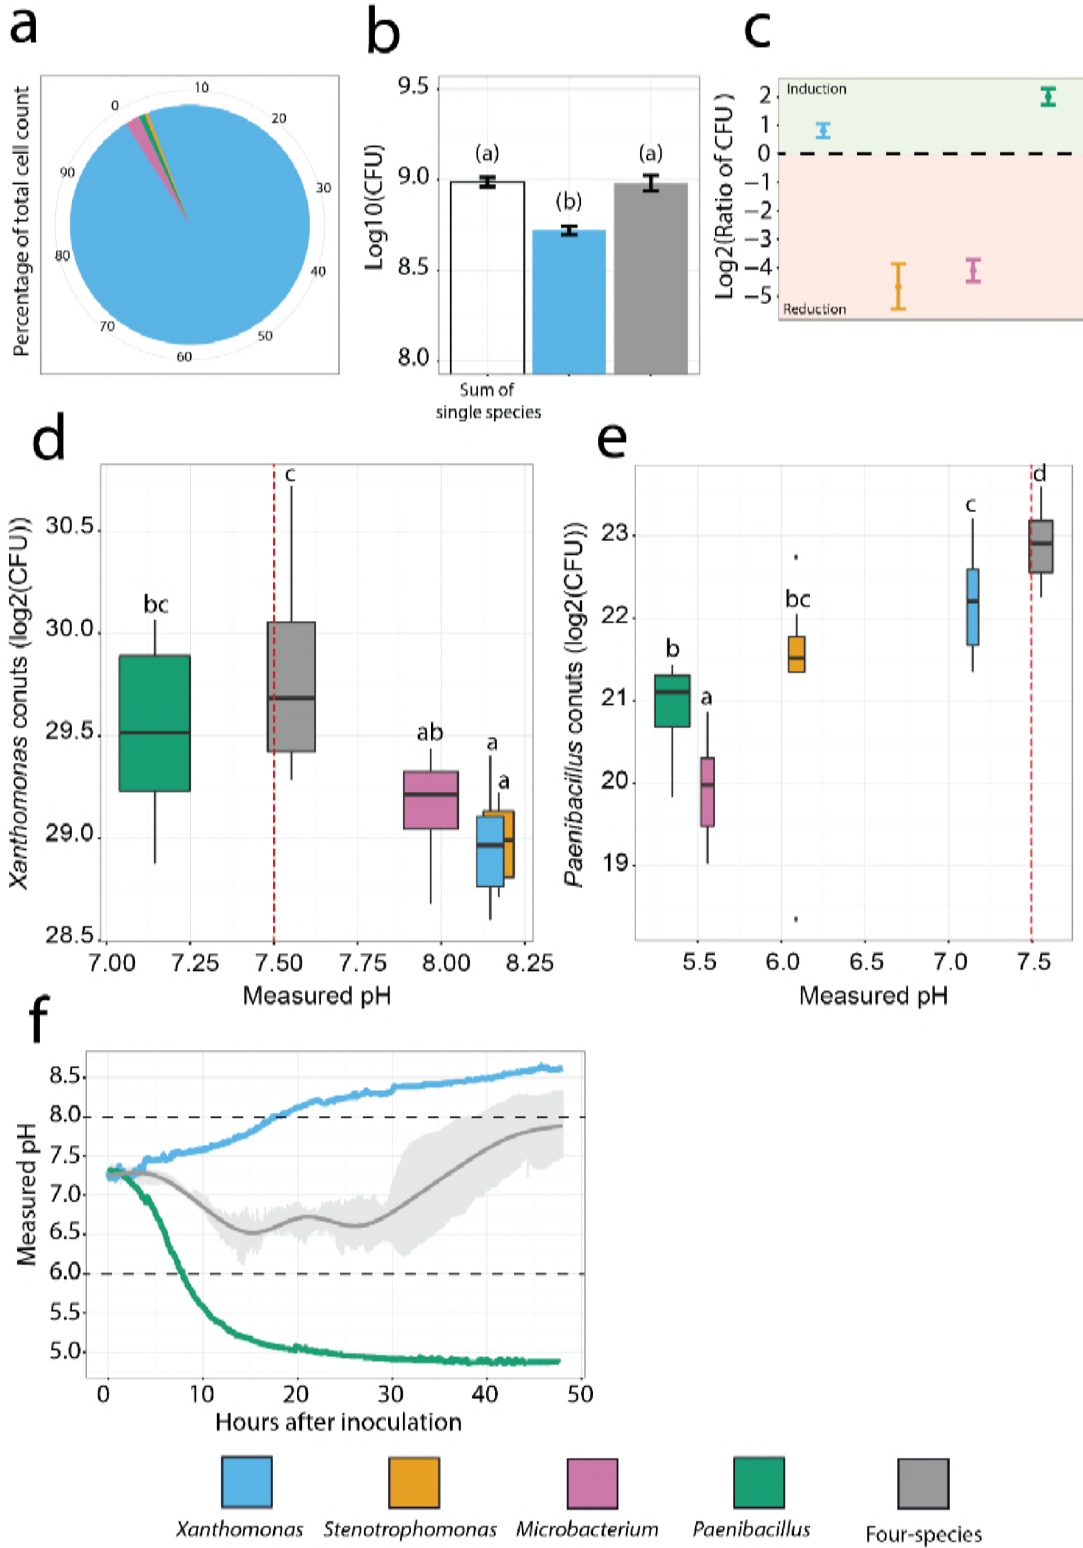 a
Percentage of total cell count
0
10
20
30
40
50
60
70
80
90
b
Log10(CFU)
9.5
9.0
8.5
8.0
(a)
(b)
(a)
Sum of
single species
c
Log2(Ratio of CFU )
Induction
2
1
0
−1
−2
−3
−4
−5
Reduction
d
Xanthomonas conuts (log2(CFU))
30.5
30.0
29.5
29.0
28.5
bc
c
ab
a
a
7.00
7.25
7.50
7.75
8.00
8.25
Measured pH
e
Paenibacillus conuts (log2(CFU))
23
22
21
20
19
b
a
bc
c
d
5.5
6.0
6.5
7.0
7.5
Measured pH
f
Measured pH
8.5
8.0
7.5
7.0
6.5
6.0
5.5
5.0
0
10
20
30
40
50
Hours after inoculation
Xanthomonas
Stenotrophomonas
Microbacterium
Paenibacillus
Four-species